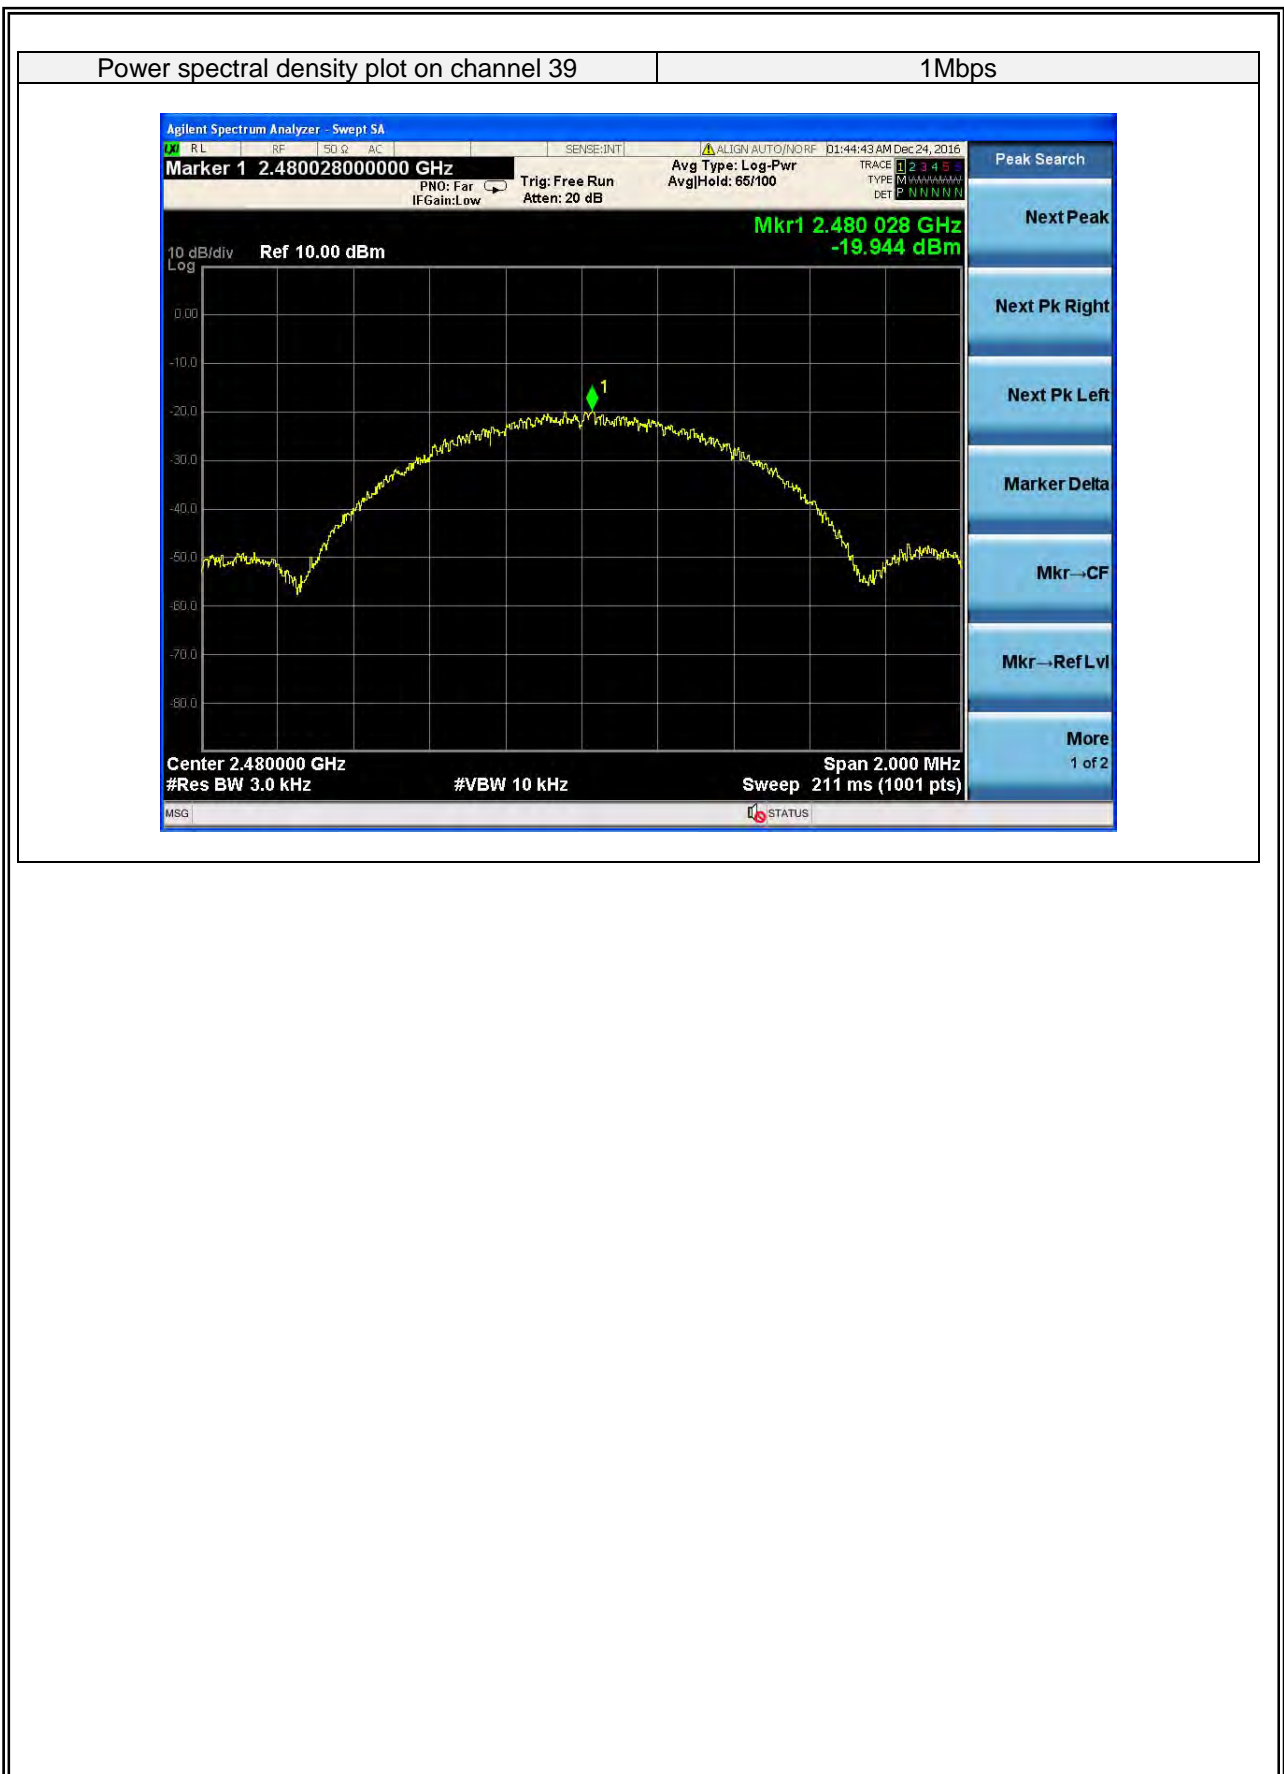 Power spectral density plot on channel 39 1Mbps
Agilent Spectrum Analyzer - Swept SA
LXI RL RF 50 Ω AC SENSE:INT ALIGN AUTO/NO RF 01:44:43 AM Dec 24, 2016
Marker 1 2.480028000000 GHz
PNO: Far
IFGain:Low
Trig: Free Run
Atten: 20 dB
Avg Type: Log-Pwr
Avg|Hold: 65/100
TRACE 1 2 3 4 5 6
TYPE M WWWWW
DET P N N N N N
Mkr1 2.480 028 GHz
-19.944 dBm
10 dB/div Ref 10.00 dBm
Log
0.00
-10.0
-20.0
-30.0
-40.0
-50.0
-60.0
-70.0
-80.0
1
Center 2.480000 GHz Span 2.000 MHz
#Res BW 3.0 kHz #VBW 10 kHz Sweep 211 ms (1001 pts)
MSG STATUS
Peak Search
Next Peak
Next Pk Right
Next Pk Left
Marker Delta
Mkr→CF
Mkr→Ref Lvl
More
1 of 2